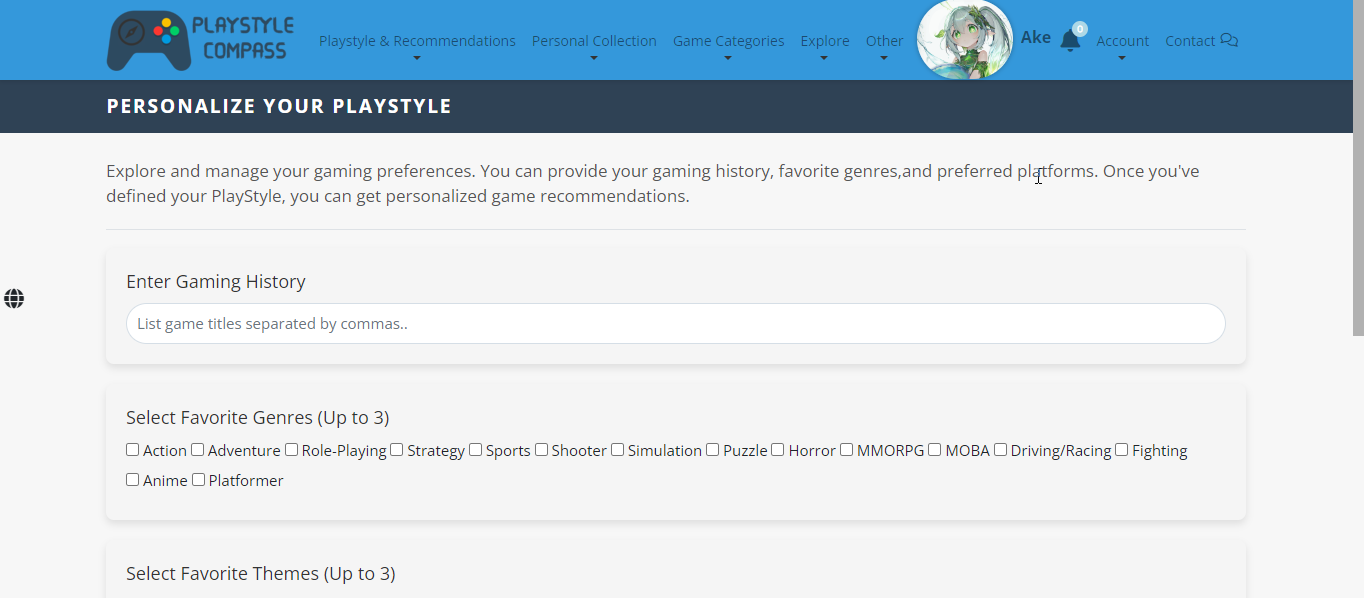 PLAYSTYLE
COMPASS
Playstyle & Recommendations Personal Collection Game Categories Explore Other Ake 0 Account Contact
PERSONALIZE YOUR PLAYSTYLE
Explore and manage your gaming preferences. You can provide your gaming history, favorite genres,and preferred platforms. Once you've
defined your PlayStyle, you can get personalized game recommendations.
Enter Gaming History
List game titles separated by commas..
Select Favorite Genres (Up to 3)
Action Adventure Role-Playing Strategy Sports Shooter Simulation Puzzle Horror MMORPG MOBA Driving/Racing Fighting
Anime Platformer
Select Favorite Themes (Up to 3)